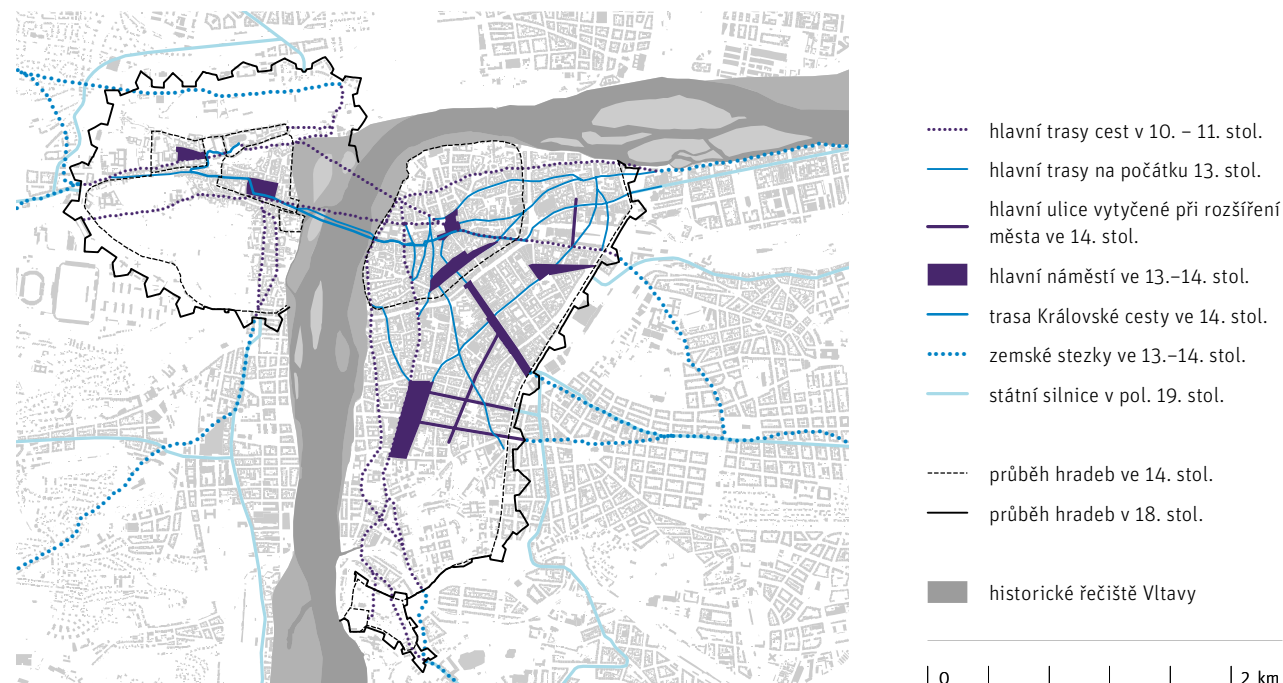 hlavní trasy cest v 10. – 11. stol.
hlavní trasy na počátku 13. stol.
hlavní ulice vytyčené při rozšíření
města ve 14. stol.
hlavní náměstí ve 13.–14. stol.
trasa Královské cesty ve 14. stol.
zemské stezky ve 13.–14. stol.
státní silnice v pol. 19. stol.
průběh hradeb ve 14. stol.
průběh hradeb v 18. stol.
historické řečiště Vltavy
0 2 km